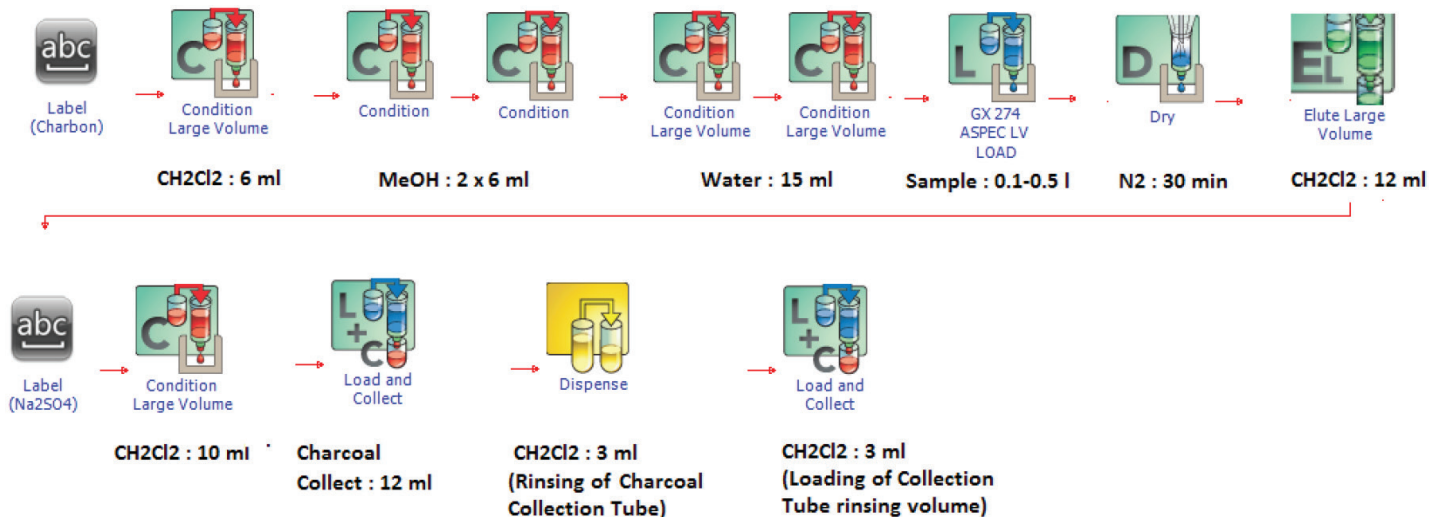 abc
C
C
C
C
C
L
D
EL
Label
(Charbon)
Condition
Large Volume
Condition
Condition
Condition
Large Volume
Condition
Large Volume
GX 274
ASPEC LV
LOAD
Dry
Elute Large
Volume
CH2Cl2 : 6 ml
MeOH : 2 x 6 ml
Water : 15 ml
Sample : 0.1-0.5 l
N2 : 30 min
CH2Cl2 : 12 ml
abc
C
L
+
C
L
+
C
Label
(Na2SO4)
Condition
Large Volume
Load and
Collect
Dispense
Load and
Collect
CH2Cl2 : 10 ml
Charcoal
Collect : 12 ml
CH2Cl2 : 3 ml
(Rinsing of Charcoal
Collection Tube)
CH2Cl2 : 3 ml
(Loading of Collection
Tube rinsing volume)